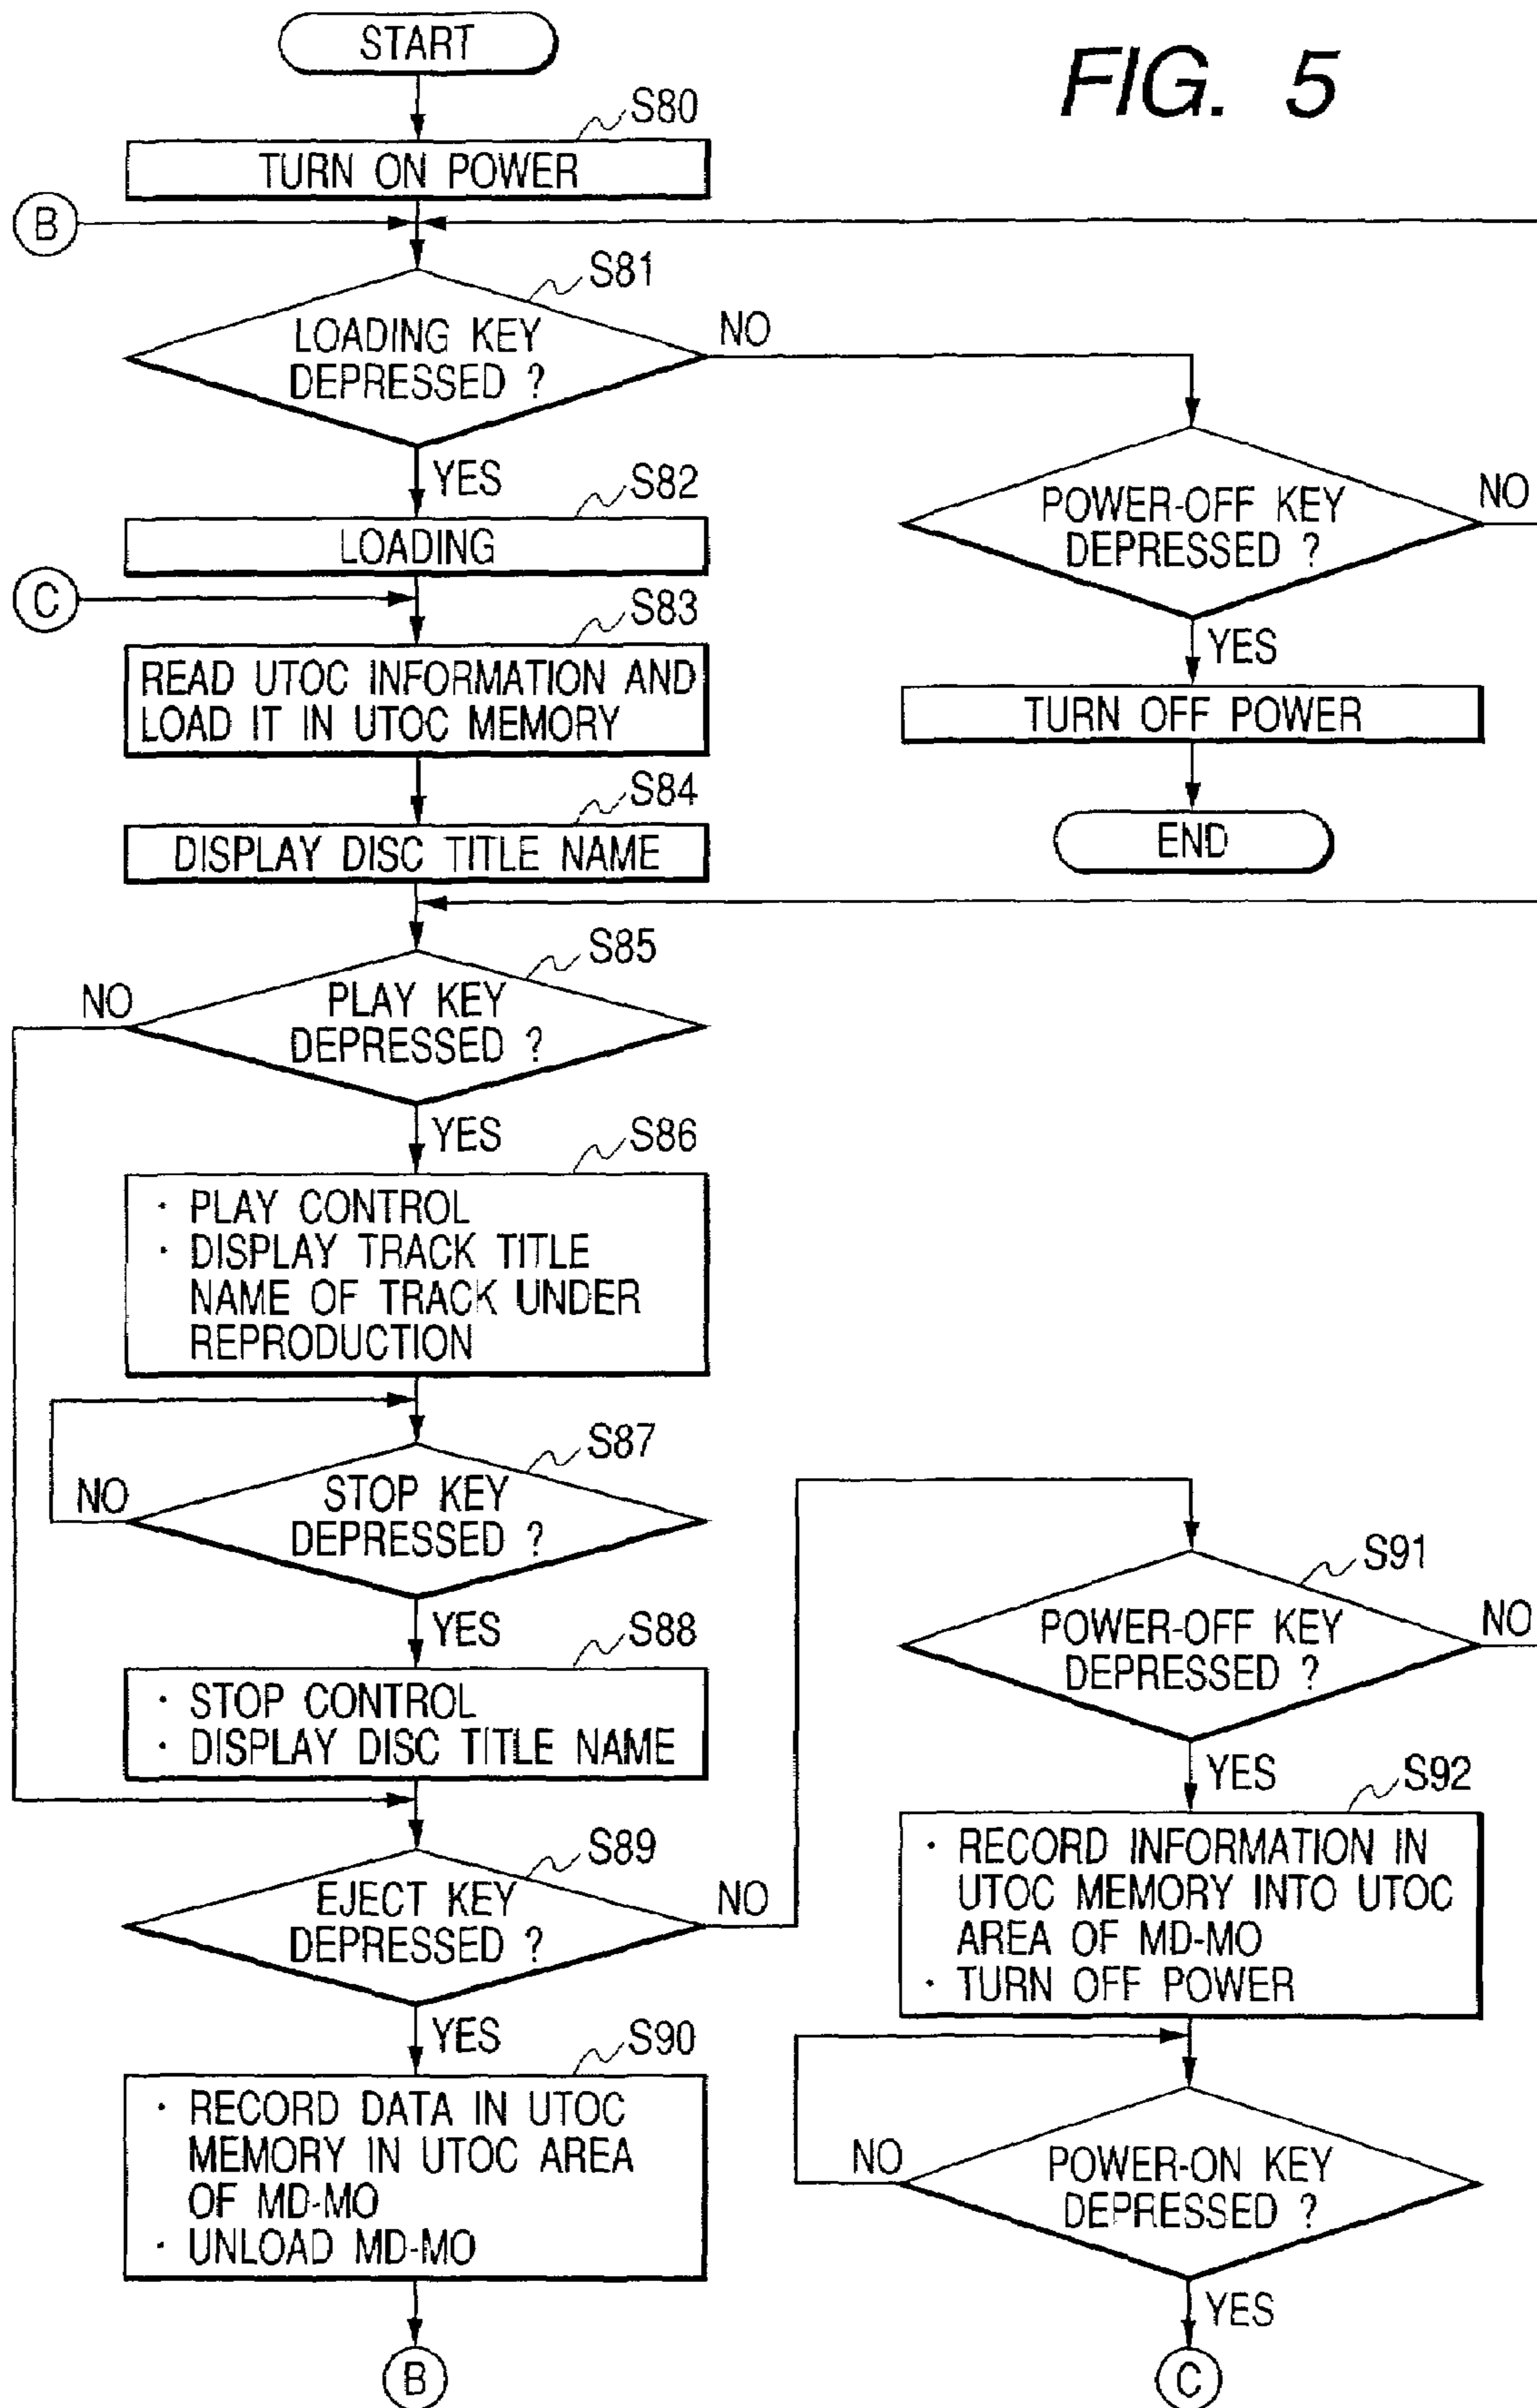 START
FIG. 5
S80
TURN ON POWER
B
S81
LOADING KEY
DEPRESSED ?
NO
YES
S82
LOADING
POWER-OFF KEY
DEPRESSED ?
NO
C
S83
READ UTOC INFORMATION AND
LOAD IT IN UTOC MEMORY
YES
TURN OFF POWER
S84
DISPLAY DISC TITLE NAME
END
S85
NO
PLAY KEY
DEPRESSED ?
YES
S86
· PLAY CONTROL
· DISPLAY TRACK TITLE
NAME OF TRACK UNDER
REPRODUCTION
S87
NO
STOP KEY
DEPRESSED ?
YES
S88
· STOP CONTROL
· DISPLAY DISC TITLE NAME
S89
EJECT KEY
DEPRESSED ?
NO
YES
S90
· RECORD DATA IN UTOC
MEMORY IN UTOC AREA
OF MD-MO
· UNLOAD MD-MO
B
S91
POWER-OFF KEY
DEPRESSED ?
NO
YES
S92
· RECORD INFORMATION IN
UTOC MEMORY INTO UTOC
AREA OF MD-MO
· TURN OFF POWER
NO
POWER-ON KEY
DEPRESSED ?
YES
C